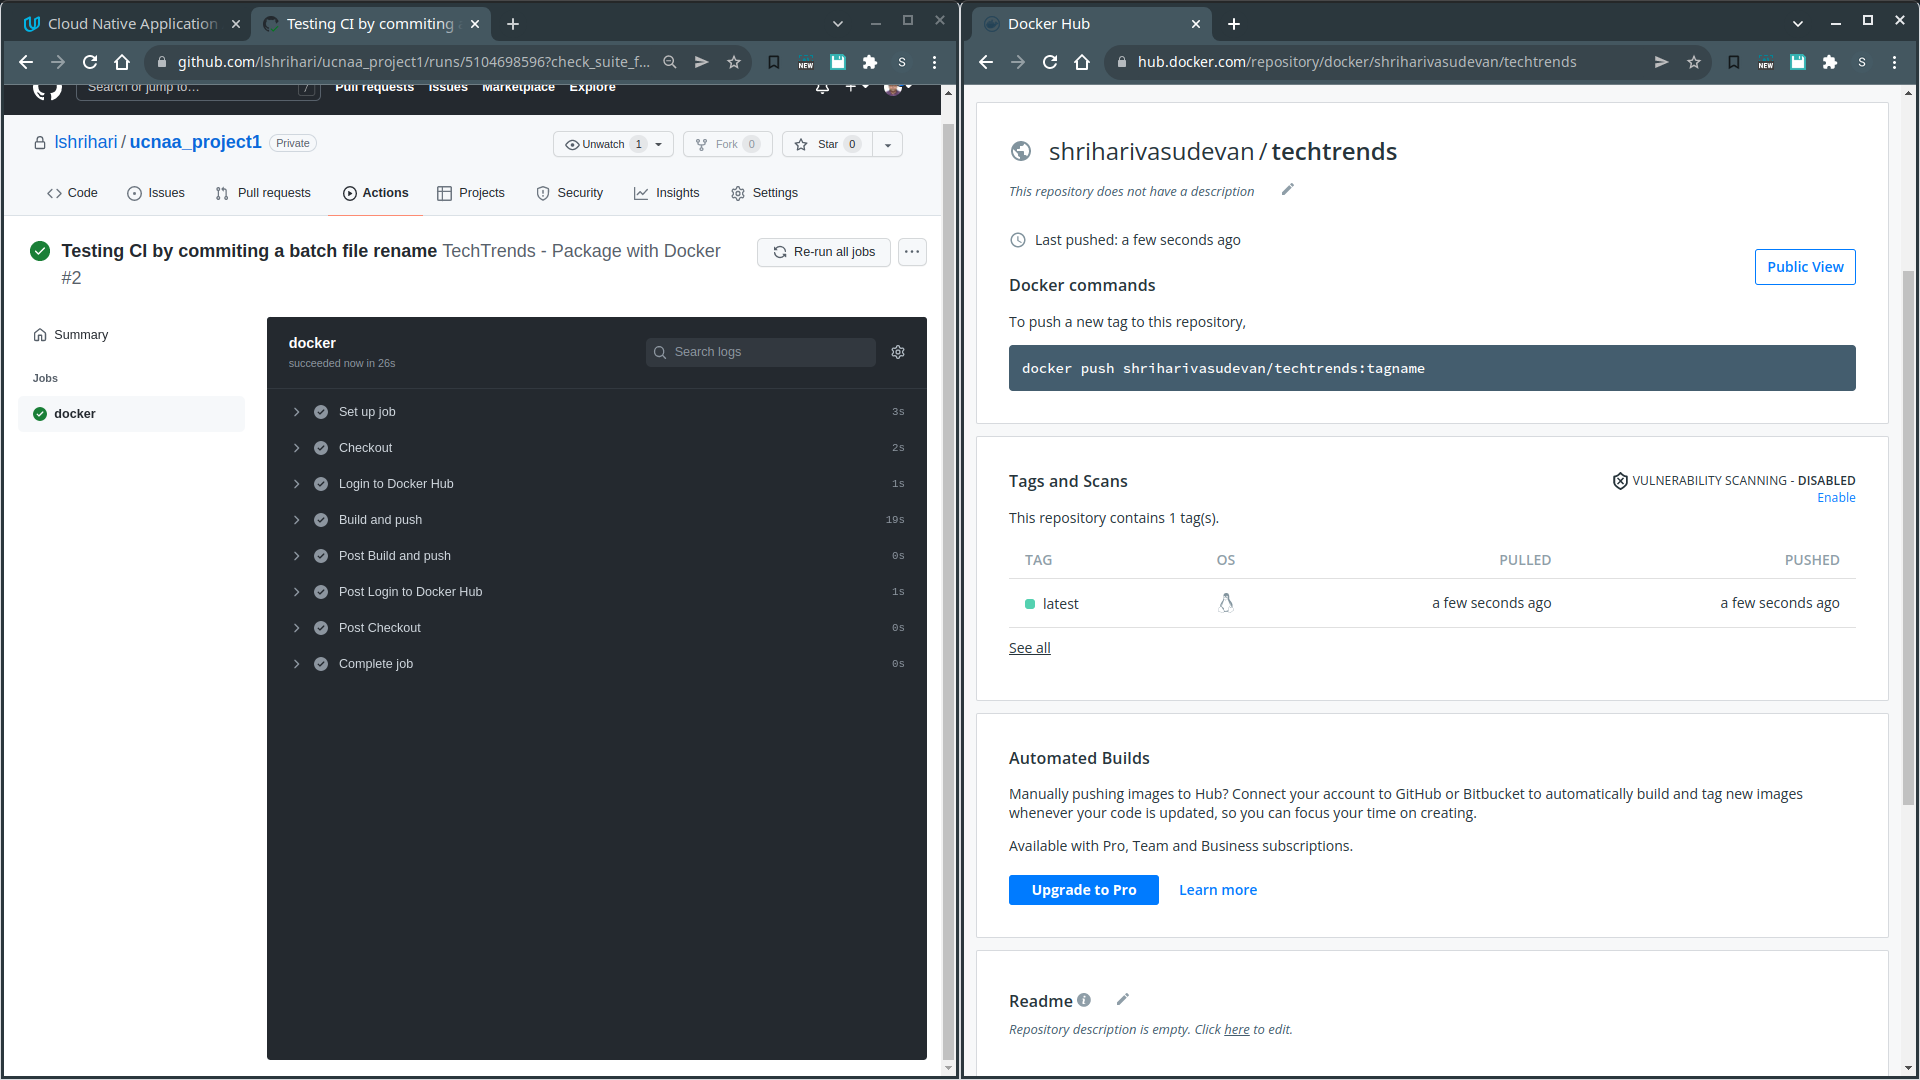 Cloud Native Application
Testing CI by commiting a
github.com/lshrihari/ucnaa_project1/runs/5104698596?check_suite_f...
NEW
S
Search or jump to...
/
Pull requests
Issues
Marketplace
Explore
lshrihari / ucnaa_project1
Private
Unwatch 1
Fork 0
Star 0
Code
Issues
Pull requests
Actions
Projects
Security
Insights
Settings
Testing CI by commiting a batch file rename TechTrends - Package with Docker
#2
Re-run all jobs
...
Summary
Jobs
docker
docker
succeeded now in 26s
Search logs
Set up job 3s
Checkout 2s
Login to Docker Hub 1s
Build and push 19s
Post Build and push 0s
Post Login to Docker Hub 1s
Post Checkout 0s
Complete job 0s
Docker Hub
hub.docker.com/repository/docker/shriharivasudevan/techtrends
NEW
S
shriharivasudevan / techtrends
This repository does not have a description
Last pushed: a few seconds ago
Public View
Docker commands
To push a new tag to this repository,
docker push shriharivasudevan/techtrends:tagname
Tags and Scans
VULNERABILITY SCANNING - DISABLED
Enable
This repository contains 1 tag(s).
TAG OS PULLED PUSHED
latest a few seconds ago a few seconds ago
See all
Automated Builds
Manually pushing images to Hub? Connect your account to GitHub or Bitbucket to automatically build and tag new images
whenever your code is updated, so you can focus your time on creating.
Available with Pro, Team and Business subscriptions.
Upgrade to Pro
Learn more
Readme
Repository description is empty. Click here to edit.